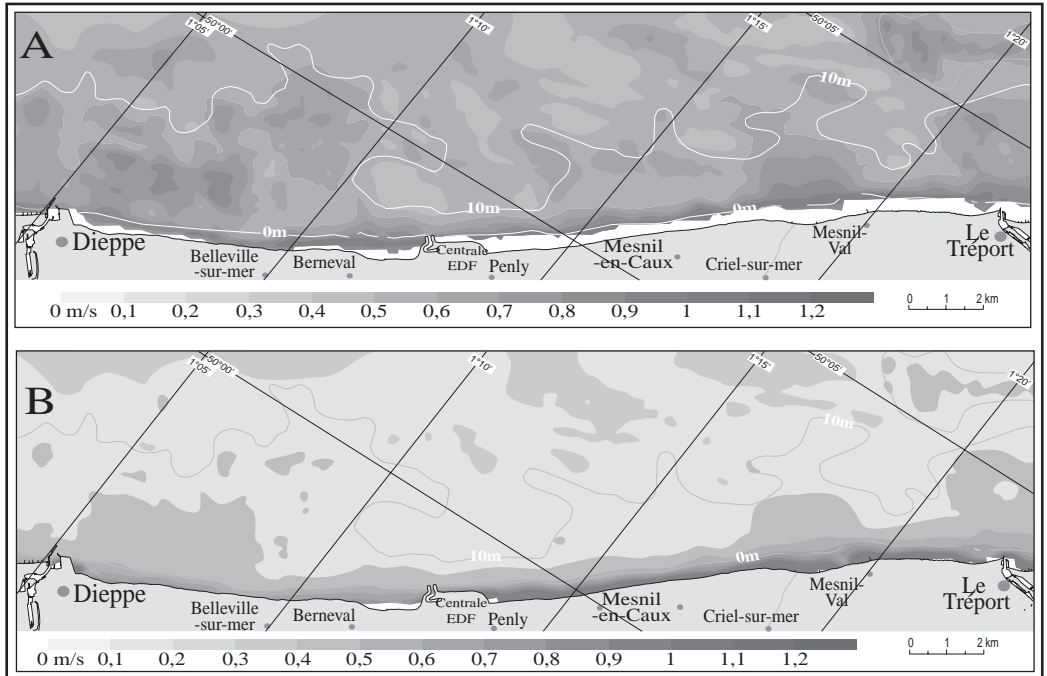 A
1°05'
50°00'
1°10'
1°15'
50°05'
1°20'
10m
10m
0m
0m
Dieppe
Belleville
-sur-mer
Berneval
Centrale
EDF
Penly
Mesnil
-en-Caux
Criel-sur-mer
Mesnil-
Val
Le
Tréport
0 m/s 0,1 0,2 0,3 0,4 0,5 0,6 0,7 0,8 0,9 1 1,1 1,2
0 1 2 km
B
1°05'
50°00'
1°10'
1°15'
50°05'
1°20'
10m
10m
0m
Dieppe
Belleville
-sur-mer
Berneval
Centrale
EDF
Penly
Mesnil
-en-Caux
Criel-sur-mer
Mesnil-
Val
Le
Tréport
0 m/s 0,1 0,2 0,3 0,4 0,5 0,6 0,7 0,8 0,9 1 1,1 1,2
0 1 2 km